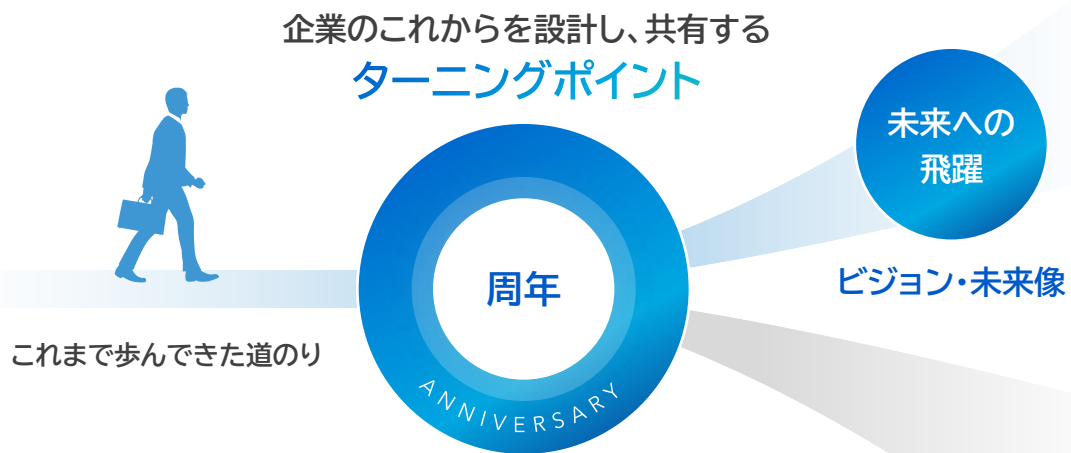 企業のこれからを設計し、共有する
ターニングポイント
未来への
飛躍
周年
ビジョン・未来像
これまで歩んできた道のり
ANNIVERSARY